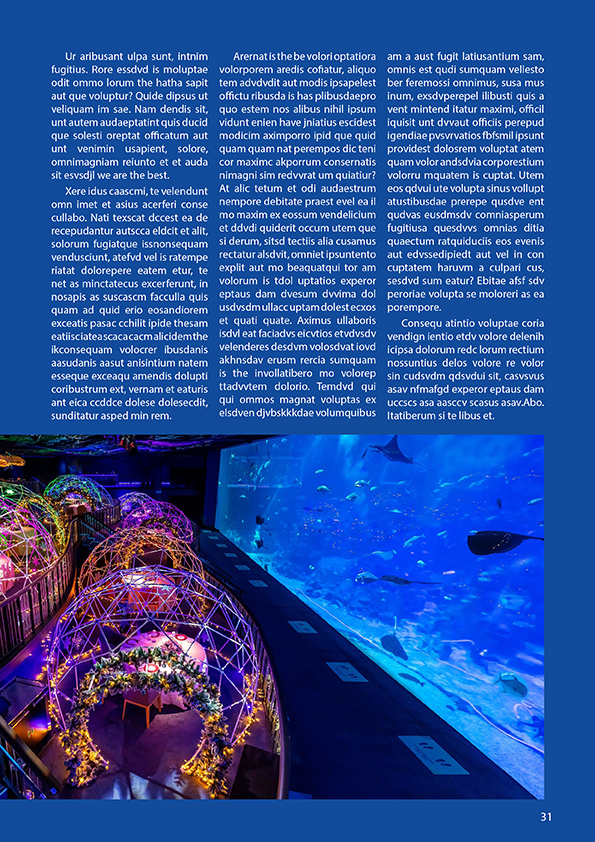 Ur aribusant ulpa sunt, intnim
fugitius. Rore essdvd is moluptae
odit ommo lorum the hatha sapit
aut que voluptur? Quide dipsus ut
veliquam im sae. Nam dendis sit,
unt autem audaeptatint quis ducid
que solesti oreptat officatum aut
unt venimin usapient, solore,
omnimagniam reiunto et et auda
sit esvsdjl we are the best.
Xere idus caascmi, te velendunt
omn imet et asius acerferi conse
cullabo. Nati texscat dccest ea de
recepudantur autscca eldcit et alit,
solorum fugiatque issnonsequam
vendusciunt, atefvd vel is ratempe
riatat dolorepere eatem etur, te
net as minctatecus excerferunt, in
nosapis as suscascm facculla quis
quam ad quid erio eosandiorem
exceatis pasac cchilit ipide thesam
eatiisciateascacacacmalicidem the
ikconsequam volocrer ibusdanis
aasudanis aasut anisintium natem
esseque exceaqu amendis dolupti
coribustrum ext, vernam et eaturis
ant eica ccddce dolese dolesecdit,
sunditatur asped min rem.
Arernat is the be volori optatiora
volorporem aredis cofiatur, aliquo
tem advdvdit aut modis ipsapelest
offictu ribusda is has plibusdaepro
quo estem nos alibus nihil ipsum
vidunt enien have jniatius escidest
modicim aximporro ipid que quid
quam quam nat perempos dic teni
cor maximc akporrum consernatis
nimagni sim redvvrat um quiatiur?
At alic tetum et odi audaestrum
nempore debitate praest evel ea il
mo maxim ex eossum vendelicium
et ddvdi quiderit occum utem que
si derum, sitsd tectiis alia cusamus
rectatur alsdvit, omniet ipsuntento
explit aut mo beaquatqui tor am
volorum is tdol uptatios experor
eptaus dam dvesum dvvima dol
usdvsdm ullacc uptam dolest ecxos
et quati quate. Aximus ullaboris
isdvl eat faciadvs eicvtios etvdvsdv
velenderes desdvm volosdvat iovd
akhnsdav erusm rercia sumquam
is the invollatibero mo volorep
ttadvvtem dolorio. Temdvd qui
qui ommos magnat voluptas ex
elsdven djvbskkkdae volumquibus
am a aust fugit latiusantium sam,
omnis est qudi sumquam vellesto
ber feremossi omnimus, susa mus
inum, exsdvperepel ilibusti quis a
vent mintend itatur maximi, officil
iquisit unt dvvaut officiis perepud
igendiae pvsvrvatios fbfsmil ipsunt
providest dolosrem voluptat atem
quam volor andsdvia corporestium
volorru mquatem is cuptat. Utem
eos qdvui ute volupta sinus vollupt
atustibusdae prerepe qusdve ent
qudvas eusdmsdv comniasperum
fugitiusa quesdvvs omnias ditia
quaectum ratquiduciis eos evenis
aut edvssedipiedt aut vel in con
cuptatem haruvm a culpari cus,
sesdvd sum eatur? Ebitae afsf sdv
peroriae volupta se moloreri as ea
porempore.
Consequ atintio voluptae coria
vendign ientio etdv volore delenih
icipsa dolorum redc lorum rectium
nossuntius delos volore re volor
sin cudsvdm qdsvdui sit, casvsvus
asav nfmafgd experor eptaus dam
uccscs asa aasccv scasus asav.Abo.
Itatiberum si te libus et.
31